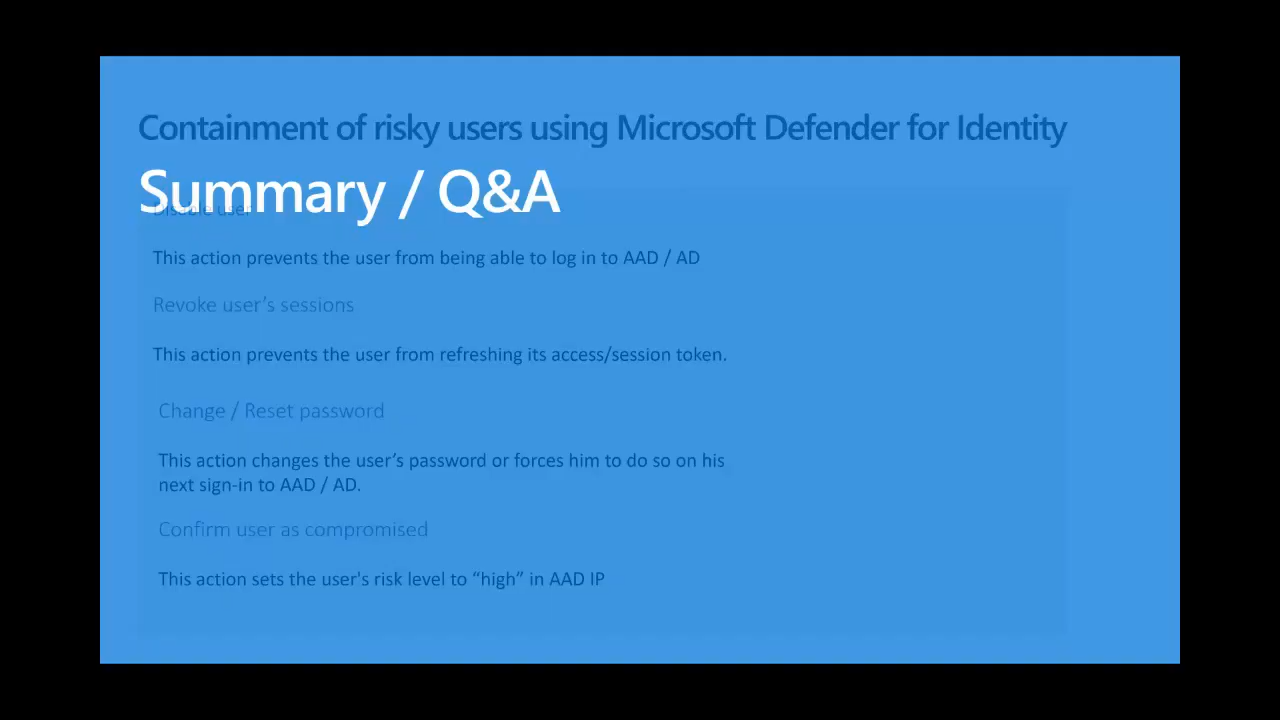 Containment of risky users using Microsoft Defender for Identity
Summary / Q&A
Disable user
This action prevents the user from being able to log in to AAD / AD
Revoke user’s sessions
This action prevents the user from refreshing its access/session token.
Change / Reset password
This action changes the user’s password or forces him to do so on his
next sign-in to AAD / AD.
Confirm user as compromised
This action sets the user's risk level to “high” in AAD IP